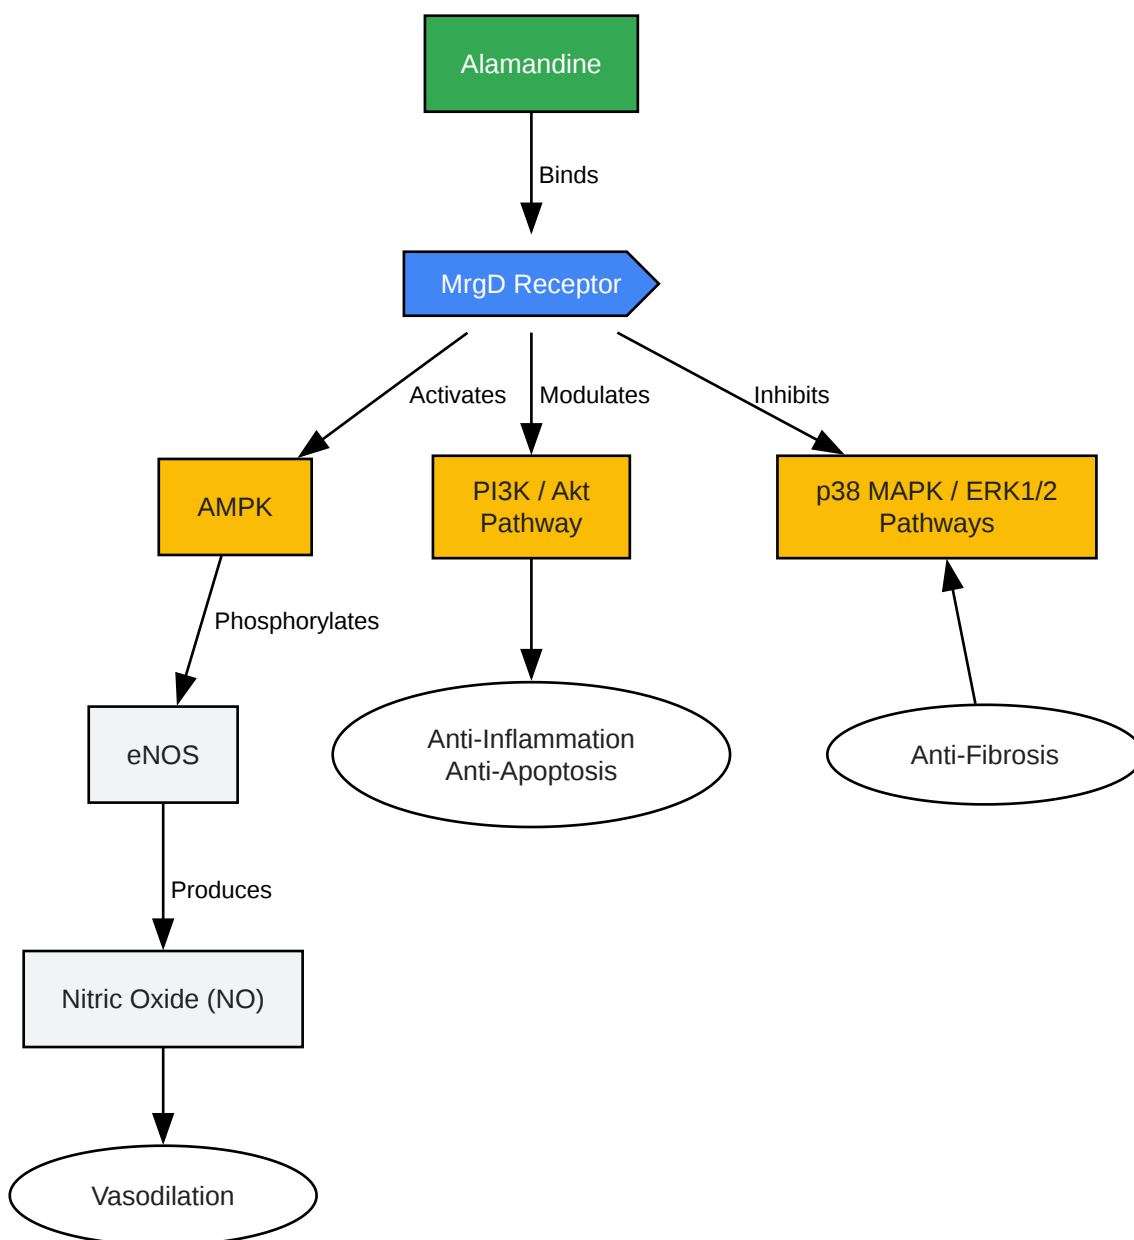 Alamandine
Binds
MrgD Receptor
Activates
Modulates
Inhibits
AMPK
PI3K / Akt
Pathway
p38 MAPK / ERK1/2
Pathways
Phosphorylates
eNOS
Anti-Inflammation
Anti-Apoptosis
Anti-Fibrosis
Produces
Nitric Oxide (NO)
Vasodilation